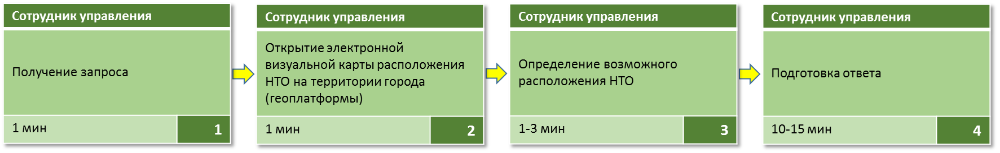 Сотрудник управления
Получение запроса
1 мин
1
Сотрудник управления
Открытие электронной
визуальной карты расположения
НТО на территории города
(геоплатформы)
1 мин
2
Сотрудник управления
Определение возможного
расположения НТО
1-3 мин
3
Сотрудник управления
Подготовка ответа
10-15 мин
4